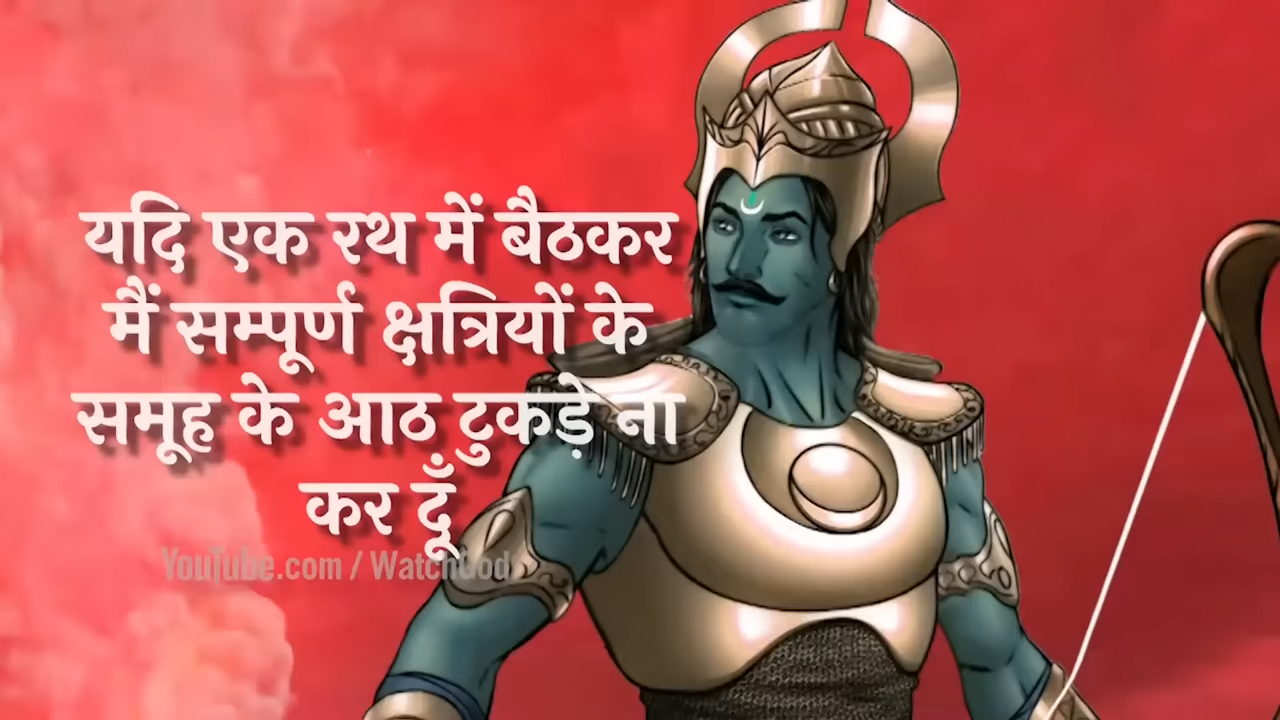 यदि एक रथ में बैठकर
मैं सम्पूर्ण क्षत्रियों के
समूह के आठ टुकड़े ना
कर दूँ
YouTube.com / WatchGod